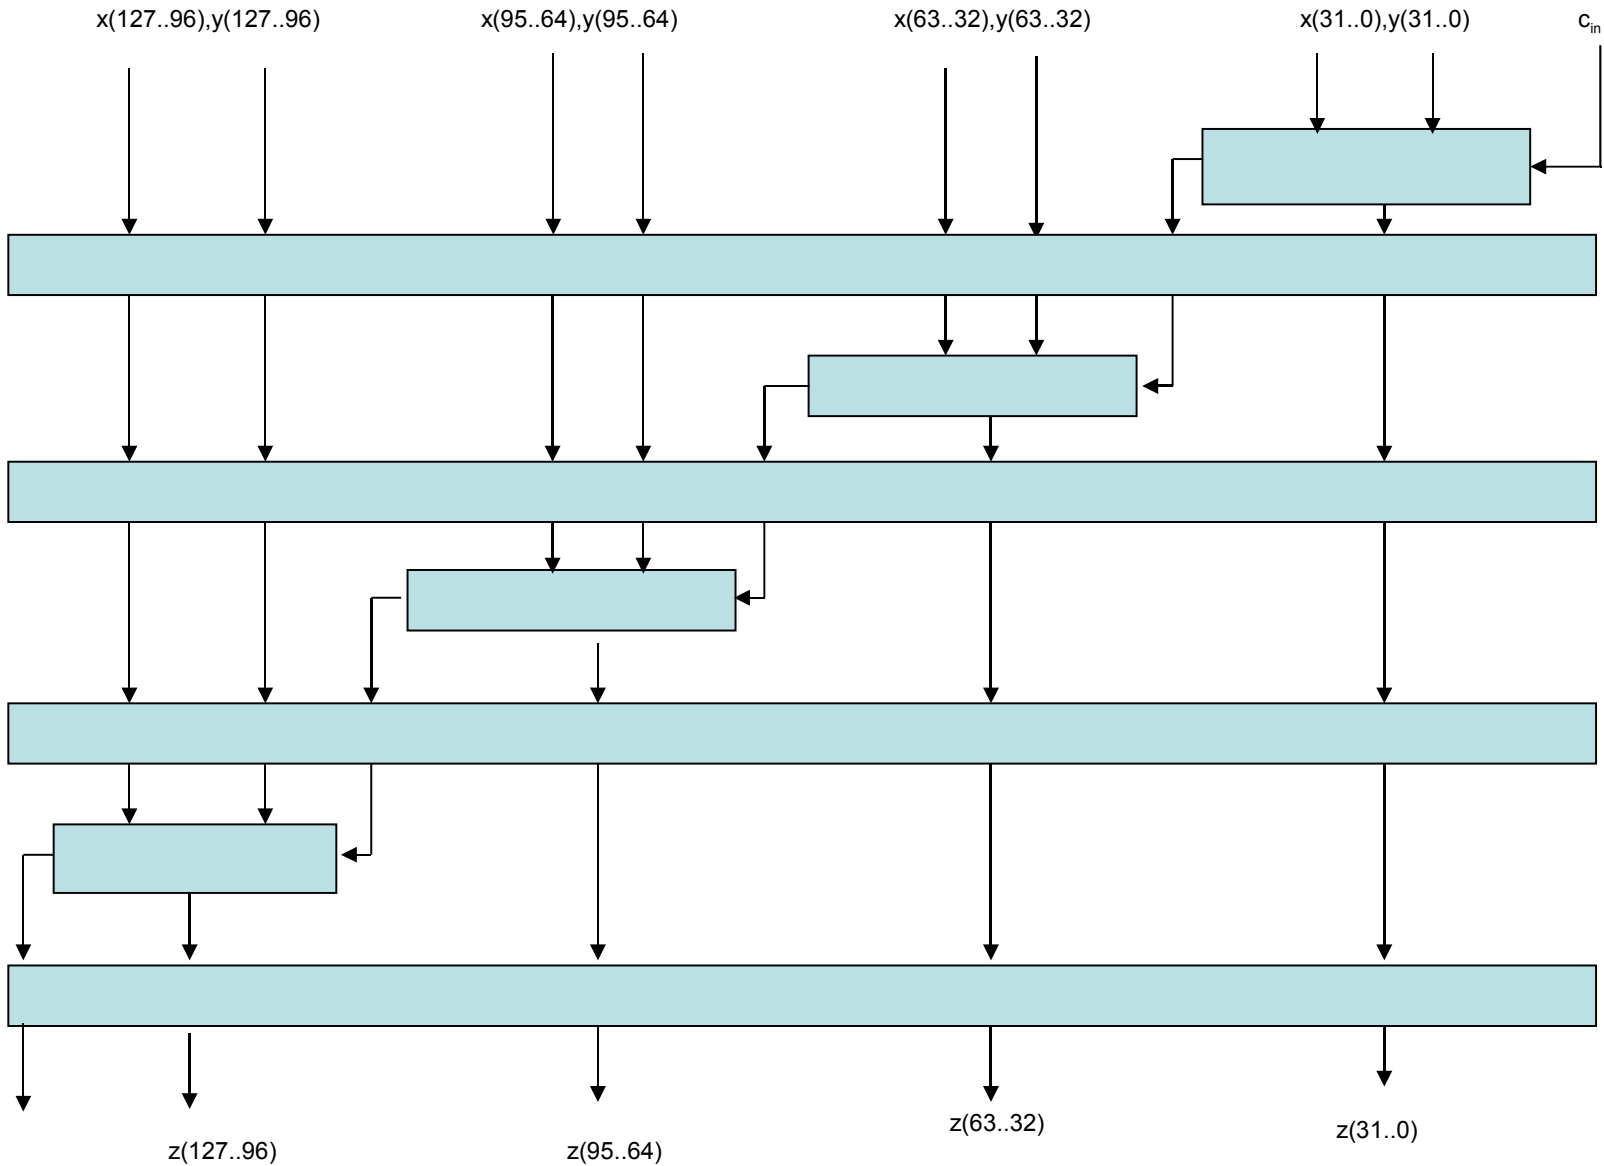 x(127..96),y(127..96)
x(95..64),y(95..64)
x(63..32),y(63..32)
x(31..0),y(31..0)
cin
z(127..96)
z(95..64)
z(63..32)
z(31..0)